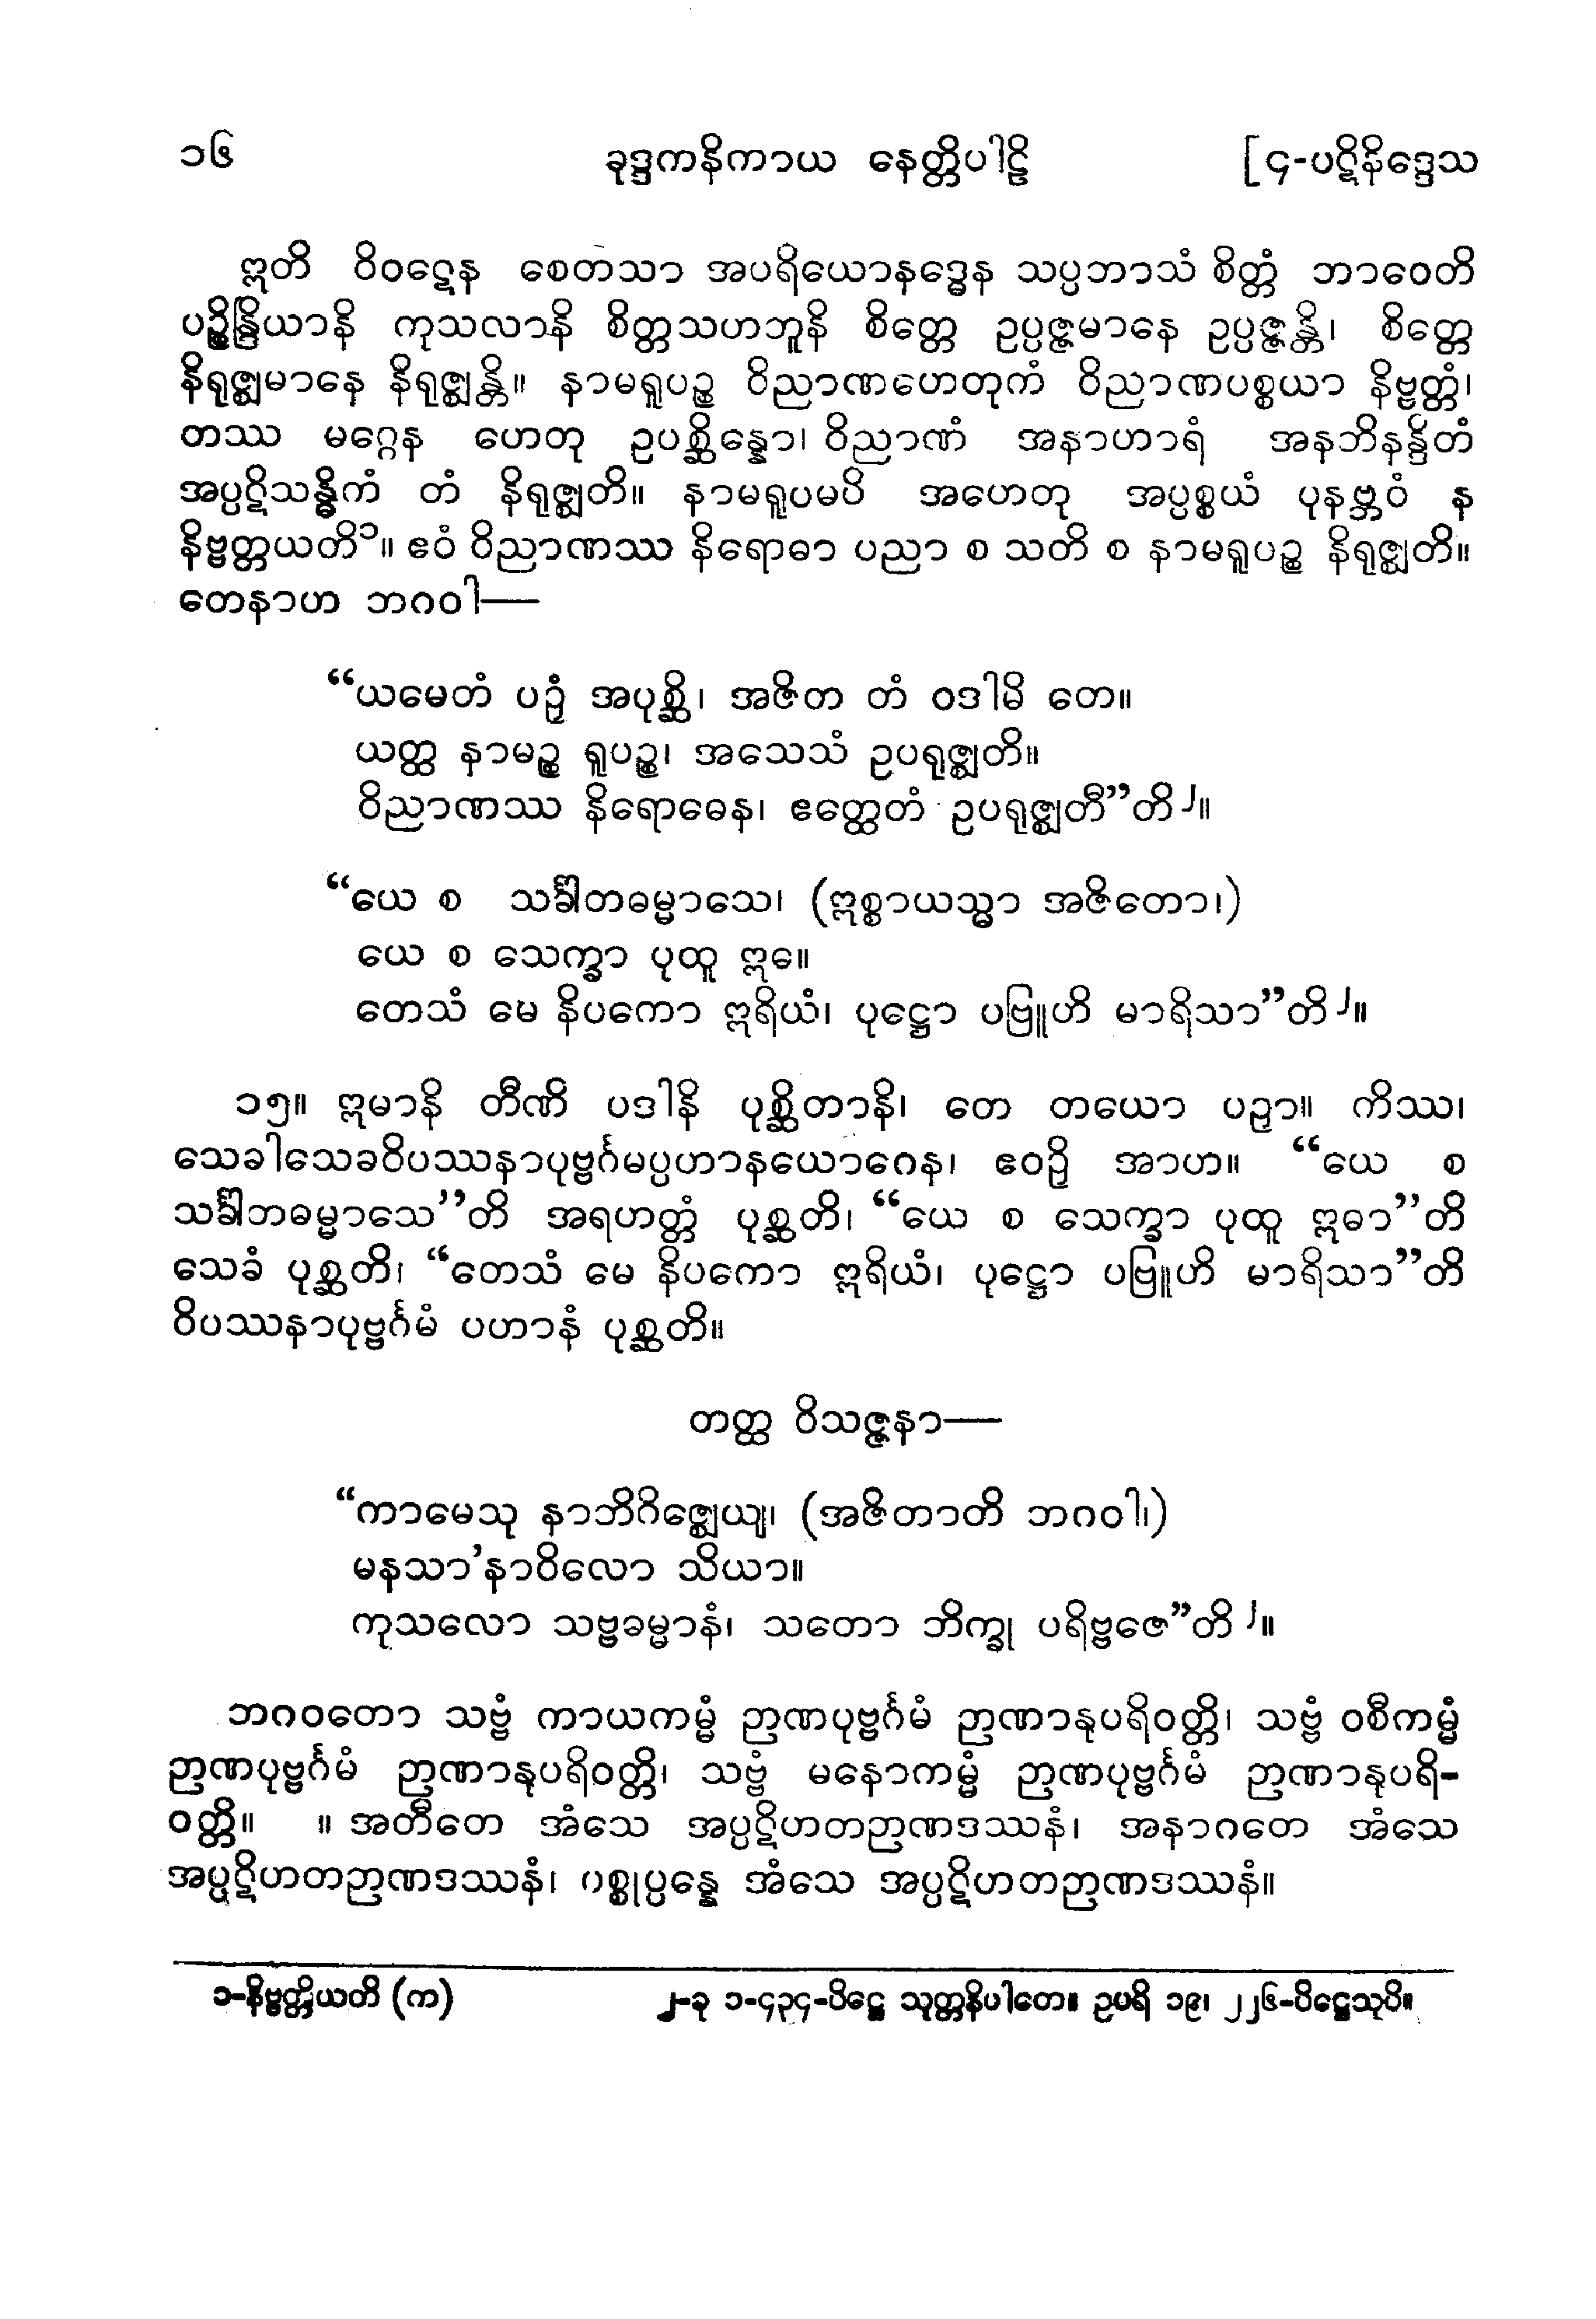 ၁၆ ခုဒ္ဒကနိကာယ နေတ္တိပါဠိ [၄-ပဋိနိဒ္ဒေသ
ဣတိ ဝိဝဋေန စေတသာ အပရိယောနဒ္ဓေန သပ္ပဘာသံ စိတ္တံ ဘာဝေတိ
ပဉ္စိန္ဒြိယာနိ ကုသလာနိ စိတ္တသဟဘူနိ စိတ္တေ ဥပ္ပဇ္ဇမာနေ ဥပ္ပဇ္ဇန္တိ၊ စိတ္တေ
နိရုဇ္ဈမာနေ နိရုဇ္ဈန္တိ။ နာမရူပဉ္စ ဝိညာဏဟေတုကံ ဝိညာဏပစ္စယာ နိဗ္ဗတ္တံ၊
တဿ မဂ္ဂေန ဟေတု ဥပစ္ဆိန္နော၊ ဝိညာဏံ အနာဟာရံ အနဘိနန္ဒိတံ
အပ္ပဋိသန္ဓိကံ တံ နိရုဇ္ဈတိ။ နာမရူပမပိ အဟေတု အပ္ပစ္စယံ ပုနဗ္ဘဝံ န
နိဗ္ဗတ္တယတိ၁။ ဧဝံ ဝိညာဏဿ နိရောဓာ ပညာ စ သတိ စ နာမရူပဉ္စ နိရုဇ္ဈတိ။
တေနာဟ ဘဂဝါ—
“ယမေတံ ပဉှံ အပုစ္ဆိ၊ အဇိတ တံ ဝဒါမိ တေ။
ယတ္ထ နာမဉ္စ ရူပဉ္စ၊ အသေသံ ဥပရုဇ္ဈတိ။
ဝိညာဏဿ နိရောဓေန၊ ဧတ္ထေတံ ဥပရုဇ္ဈတီ”တိ၂။
“ယေ စ သင်္ခါတဓမ္မာသေ၊ (ဣစ္စာယသ္မာ အဇိတော၊)
ယေ စ သေက္ခာ ပုထူ ဣဓေ။
တေသံ မေ နိပကော ဣရိယံ၊ ပုဋ္ဌော ပဗြူဟိ မာရိသာ”တိ၂။
၁၅။ ဣမာနိ တီဏိ ပဒါနိ ပုစ္ဆိတာနိ၊ တေ တယော ပဉှာ။ ကိဿ၊
သေခါသေခဝိပဿနာပုဗ္ဗင်္ဂမပ္ပဟာနယောဂေန၊ ဧဝဉှိ အာဟ။ “ယေ စ
သင်္ခါဘဓမ္မာသေ”တိ အရဟတ္တံ ပုစ္ဆတိ၊ “ယေ စ သေက္ခာ ပုထူ ဣဓာ”တိ
သေခံ ပုစ္ဆတိ၊ “တေသံ မေ နိပကော ဣရိယံ၊ ပုဋ္ဌော ပဗြူဟိ မာရိသာ”တိ
ဝိပဿနာပုဗ္ဗင်္ဂမံ ပဟာနံ ပုစ္ဆတိ။
တတ္ထ ဝိသဇ္ဇနာ—
“ကာမေသု နာဘိဂိဇ္ဈေယျ၊ (အဇိတာတိ ဘဂဝါ၊)
မနသာ’နာဝိလော သိယာ။
ကုသလော သဗ္ဗဓမ္မာနံ၊ သတော ဘိက္ခု ပရိဗ္ဗဇေ”တိ၂။
ဘဂဝတော သဗ္ဗံ ကာယကမ္မံ ဉာဏပုဗ္ဗင်္ဂမံ ဉာဏာနုပရိဝတ္တိ၊ သဗ္ဗံ ဝစီကမ္မံ
ဉာဏပုဗ္ဗင်္ဂမံ ဉာဏာနုပရိဝတ္တိ၊ သဗ္ဗံ မနောကမ္မံ ဉာဏပုဗ္ဗင်္ဂမံ ဉာဏာနုပရိ-
ဝတ္တိ။ ။ အတီတေ အံသေ အပ္ပဋိဟတဉာဏဒဿနံ၊ အနာဂတေ အံသေ
အပ္ပဋိဟတဉာဏဒဿနံ၊ ပစ္စုပ္ပန္နေ အံသေ အပ္ပဋိဟတဉာဏဒဿနံ။
၁-နိဗ္ဗတ္တိယတိ (က) ၂-ခု ၁-၄၃၄-ပိဋ္ဌေ သုတ္တနိပါတေ။ ဥပရိ ၁၉၊ ၂၂၆-ပိဋ္ဌေသုပိ။